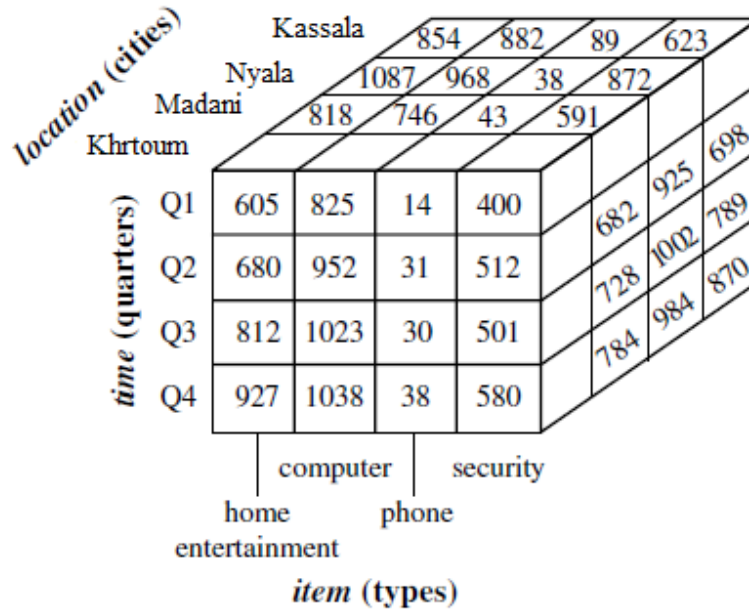 Kassala 854 882 89 623
Nyala 1087 968 38 872
Madani 818 746 43 591
Khrtoum
location (cities)
Q1 605 825 14 400
Q2 680 952 31 512
Q3 812 1023 30 501
Q4 927 1038 38 580
time (quarters)
682 925 698
728 1002 789
784 984 870
computer security
home phone
entertainment
item (types)